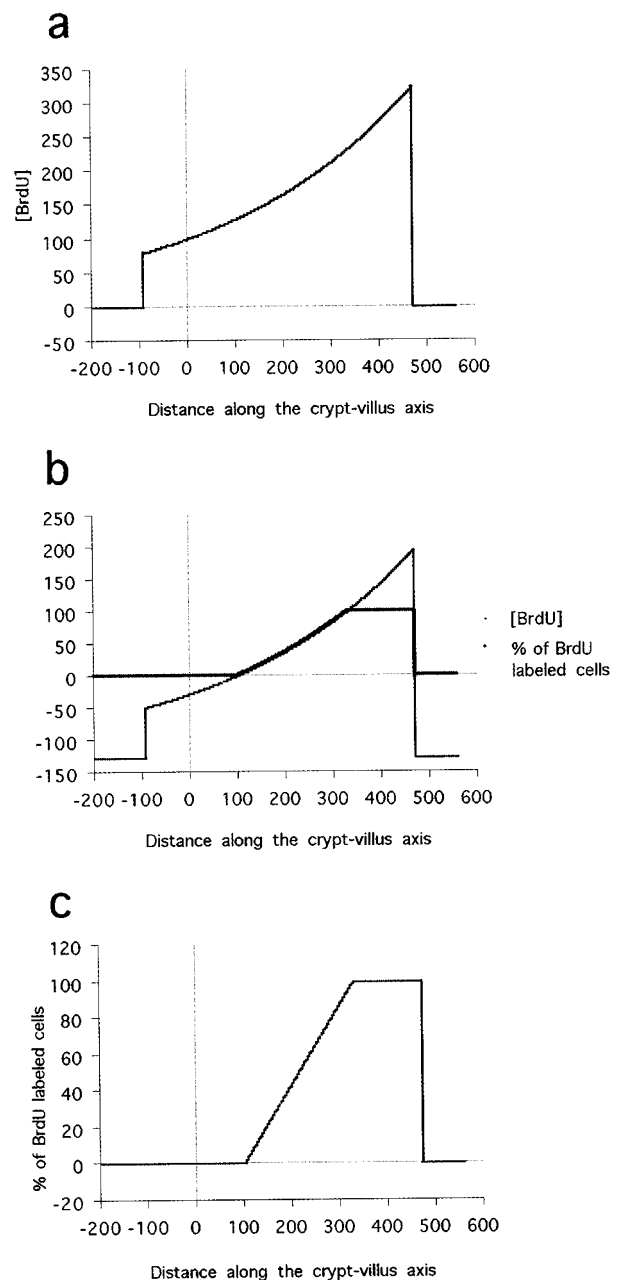 a
350
300
250
200
150
100
50
0
-50
[BrdU]
-200 -100 0 100 200 300 400 500 600
Distance along the crypt-villus axis
b
250
200
150
100
50
0
-50
-100
-150
[BrdU]
% of BrdU
labeled cells
-200 -100 0 100 200 300 400 500 600
Distance along the crypt-villus axis
c
120
100
80
60
40
20
0
-20
% of BrdU labeled cells
-200 -100 0 100 200 300 400 500 600
Distance along the crypt-villus axis